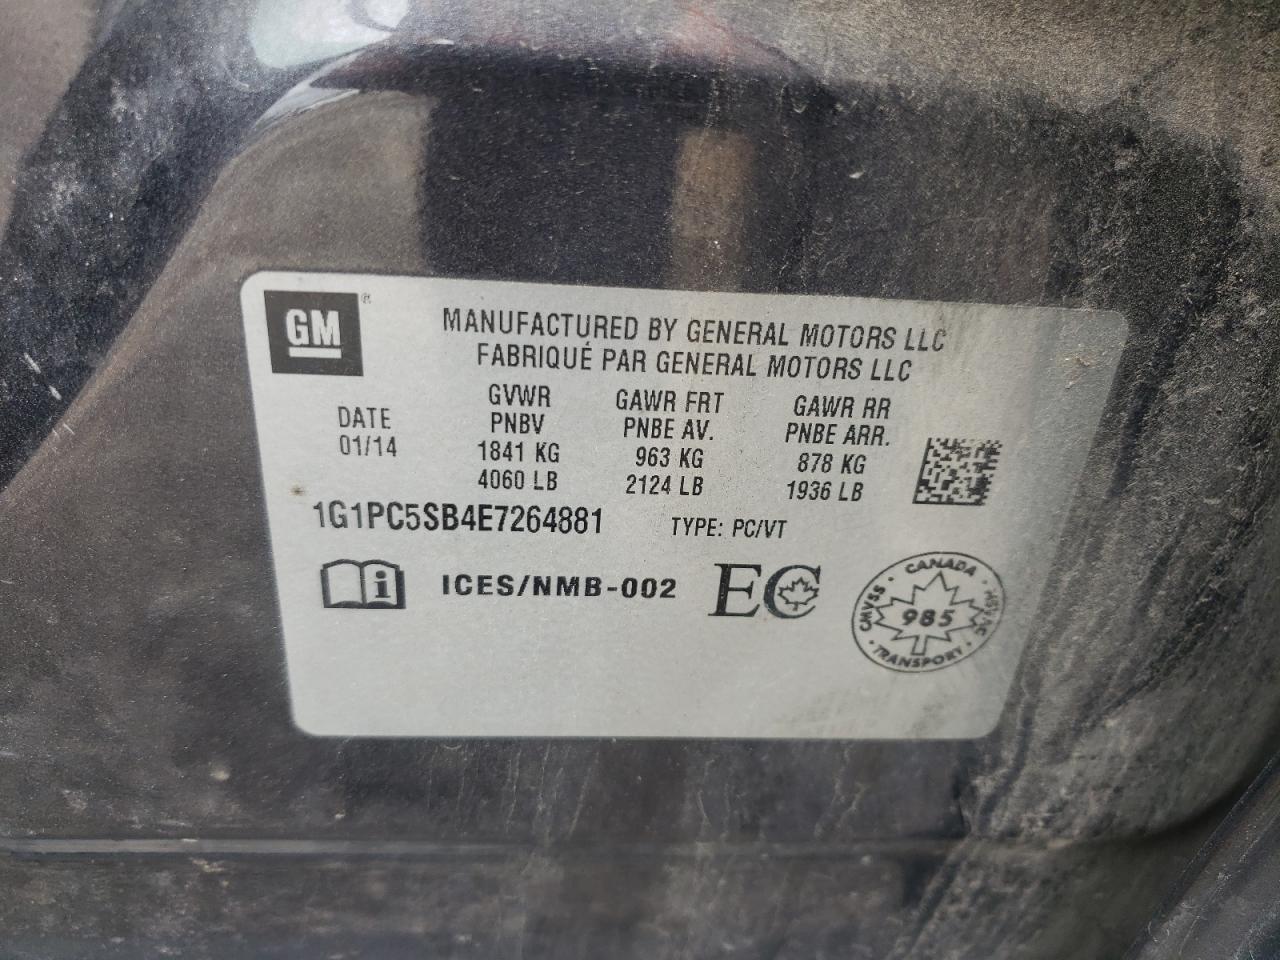 GM®
MANUFACTURED BY GENERAL MOTORS LLC
FABRIQUÉ PAR GENERAL MOTORS LLC
DATE
01/14
GVWR
PNBV
1841 KG
4060 LB
GAWR FRT
PNBE AV.
963 KG
2124 LB
GAWR RR
PNBE ARR.
878 KG
1936 LB
1G1PC5SB4E7264881 TYPE: PC/VT
i ICES/NMB-002 EC
CANADA
CMVSS · 985 · NSVAC
TRANSPORT